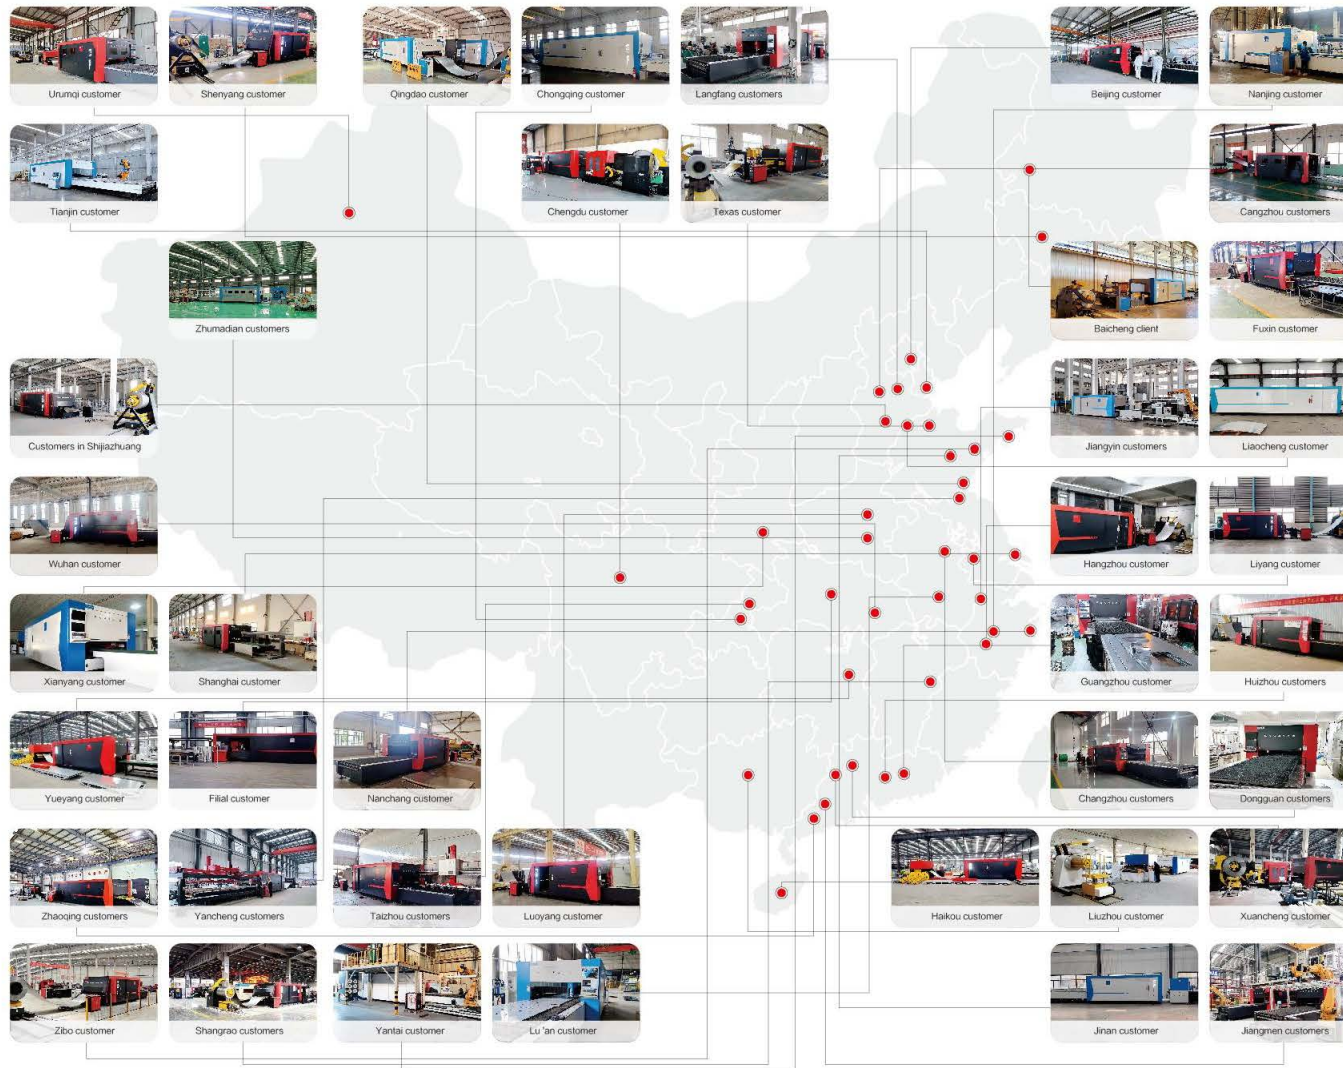 Urumqi customer
Shenyang customer
Qingdao customer
Chongqing customer
Langfang customers
Beijing customer
Nanjing customer
Tianjin customer
Chengdu customer
Texas customer
Cangzhou customers
Zhumadian customers
Baicheng client
Fuxin customer
Customers in Shijiazhuang
Jiangyin customers
Liaocheng customer
Wuhan customer
Hangzhou customer
Liyang customer
Xianyang customer
Shanghai customer
Guangzhou customer
Huizhou customers
Yueyang customer
Filial customer
Nanchang customer
Changzhou customers
Dongguan customers
Zhaoqing customers
Yancheng customers
Taizhou customers
Luoyang customer
Haikou customer
Liuzhou customer
Xuancheng customer
Zibo customer
Shangrao customers
Yantai customer
Lu 'an customer
Jinan customer
Jiangmen customers